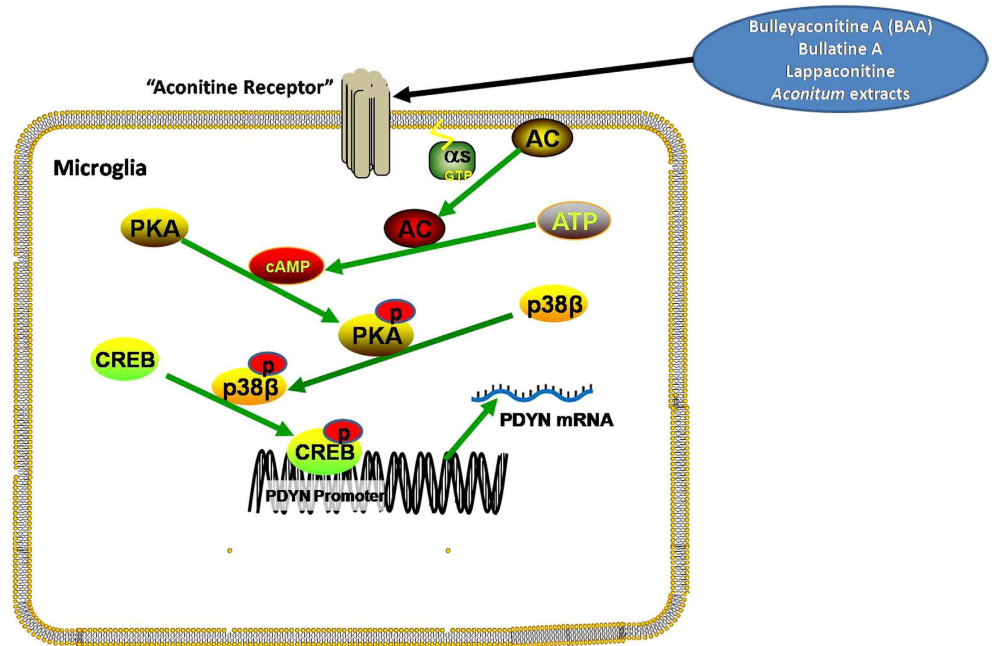 Bulleyaconitine A (BAA)
Bullatine A
Lappaconitine
Aconitum extracts
“Aconitine Receptor”
Microglia
αs
GTP
AC
PKA
AC
ATP
cAMP
p
PKA
p38β
CREB
p
p38β
PDYN mRNA
p
CREB
PDYN Promoter